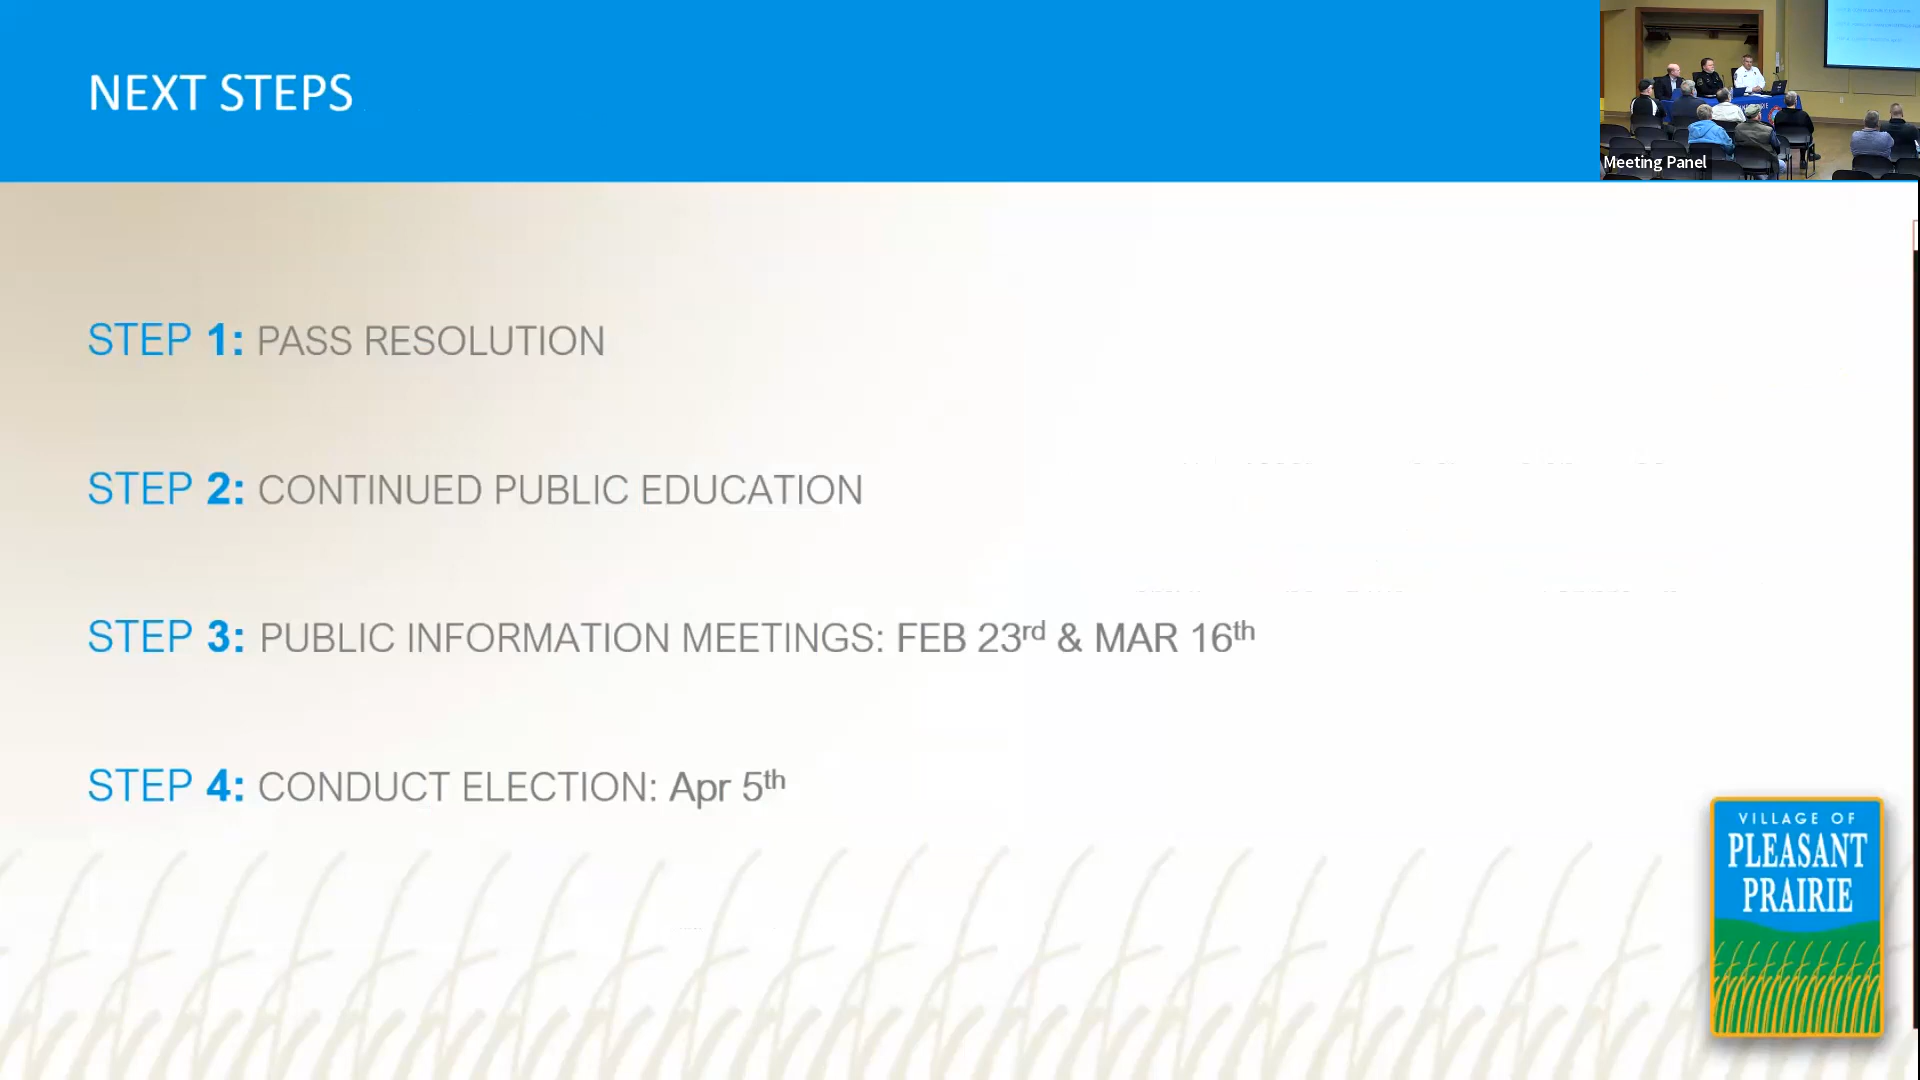 NEXT STEPS
Meeting Panel
STEP 1: PASS RESOLUTION
STEP 2: CONTINUED PUBLIC EDUCATION
STEP 3: PUBLIC INFORMATION MEETINGS: FEB 23rd & MAR 16th
STEP 4: CONDUCT ELECTION: Apr 5th
VILLAGE OF
PLEASANT
PRAIRIE